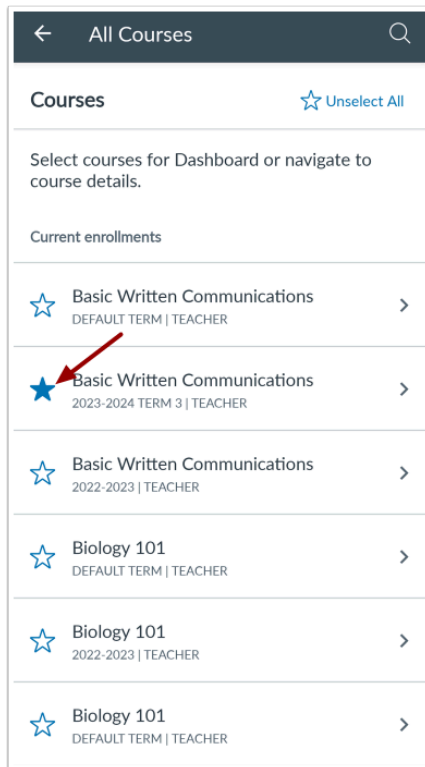 All Courses
Courses
Unselect All
Select courses for Dashboard or navigate to
course details.
Current enrollments
Basic Written Communications
DEFAULT TERM | TEACHER
Basic Written Communications
2023-2024 TERM 3 | TEACHER
Basic Written Communications
2022-2023 | TEACHER
Biology 101
DEFAULT TERM | TEACHER
Biology 101
2022-2023 | TEACHER
Biology 101
DEFAULT TERM | TEACHER